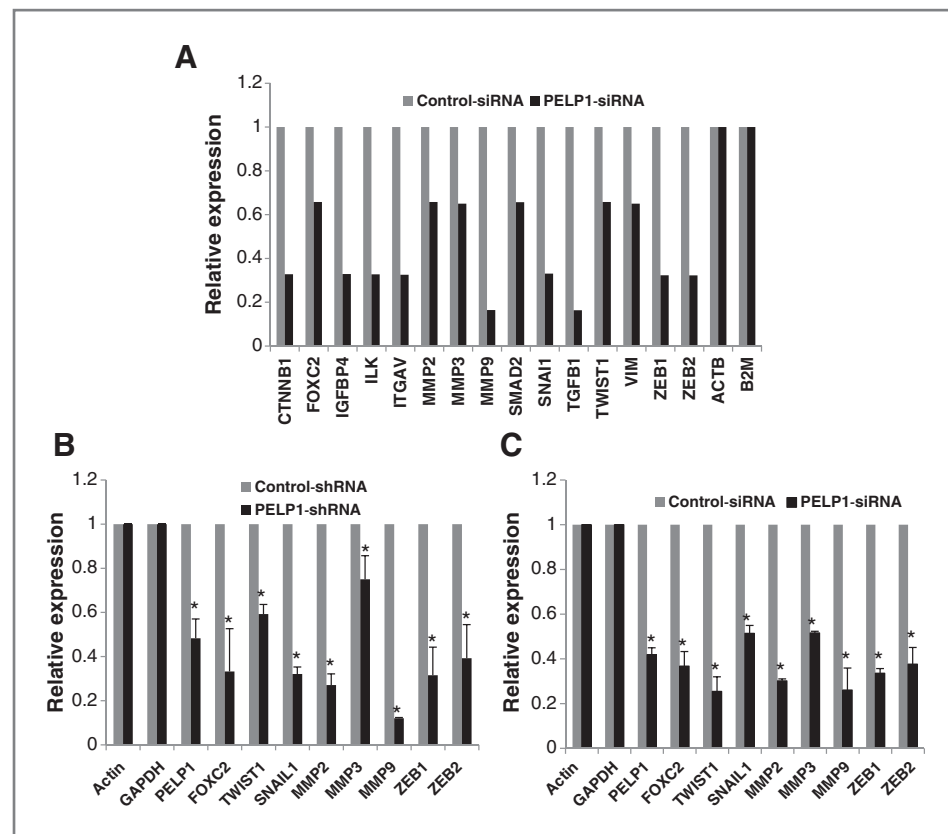 A
1.2
Control-siRNA PELP1-siRNA
1
0.8
0.6
0.4
0.2
0
Relative expression
CTNNB1
FOXC2
IGFBP4
ILK
ITGAV
MMP2
MMP3
MMP9
SMAD2
SNAI1
TGFB1
TWIST1
VIM
ZEB1
ZEB2
ACTB
B2M
B
1.2
Control-shRNA
PELP1-shRNA
1
0.8
0.6
0.4
0.2
0
Relative expression
* * * * * * * * *
Actin
GAPDH
PELP1
FOXC2
TWIST1
SNAIL1
MMP2
MMP3
MMP9
ZEB1
ZEB2
C
1.2
Control-siRNA PELP1-siRNA
1
0.8
0.6
0.4
0.2
0
Relative expression
* * * * * * * * *
Actin
GAPDH
PELP1
FOXC2
TWIST1
SNAIL1
MMP2
MMP3
MMP9
ZEB1
ZEB2